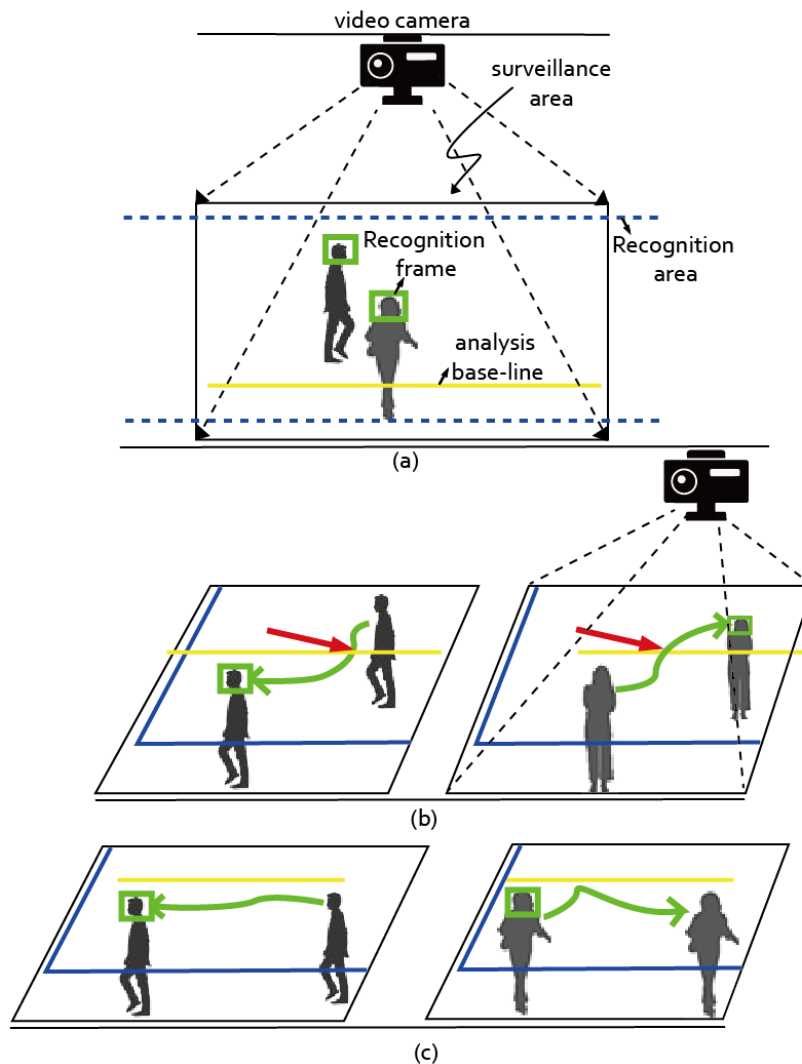 video camera
surveillance
area
Recognition
frame
Recognition
area
analysis
base-line
(a)
(b)
(c)